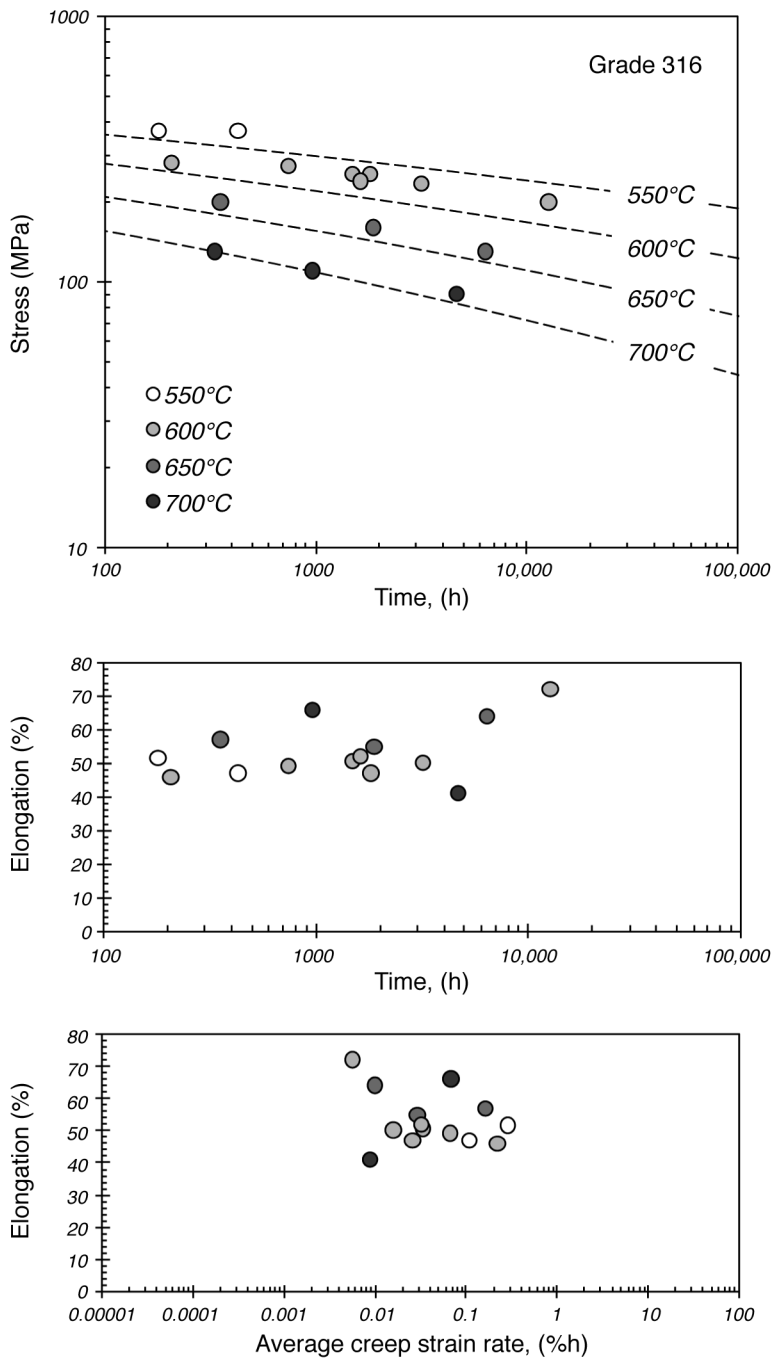 1000
Grade 316
550°C
600°C
650°C
700°C
100
Stress (MPa)
550°C
600°C
650°C
700°C
10
100 1000 10,000 100,000
Time, (h)
80
70
60
50
40
30
20
10
0
Elongation (%)
100 1000 10,000 100,000
Time, (h)
80
70
60
50
40
30
20
10
0
Elongation (%)
0.00001 0.0001 0.001 0.01 0.1 1 10 100
Average creep strain rate, (%h)